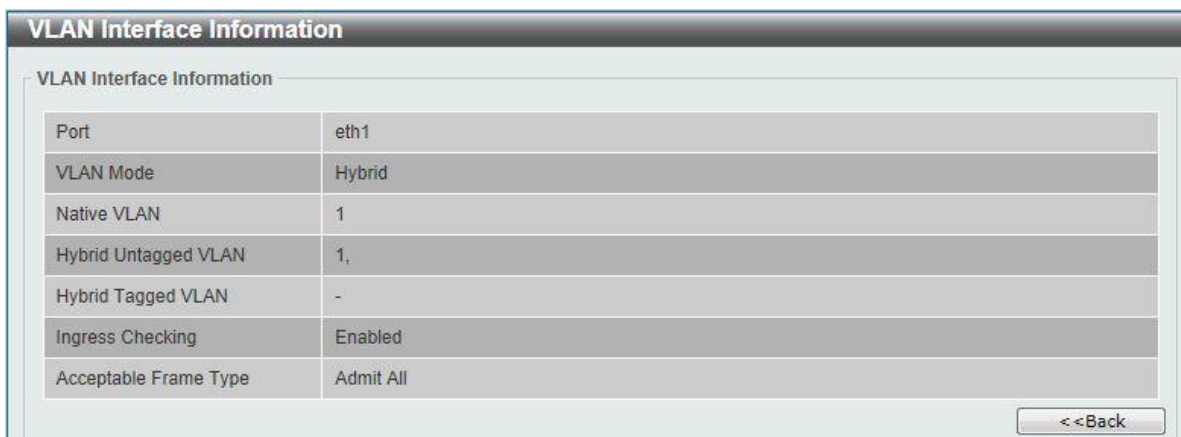 VLAN Interface Information
VLAN Interface Information
Port eth1
VLAN Mode Hybrid
Native VLAN 1
Hybrid Untagged VLAN 1,
Hybrid Tagged VLAN -
Ingress Checking Enabled
Acceptable Frame Type Admit All
<<Back